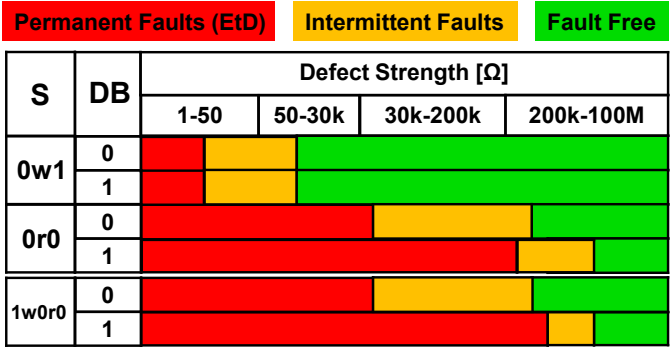 Permanent Faults (EtD) Intermittent Faults Fault Free
S DB Defect Strength [Ω]
1-50 50-30k 30k-200k 200k-100M
0w1 0
1
0r0 0
1
1w0r0 0
1